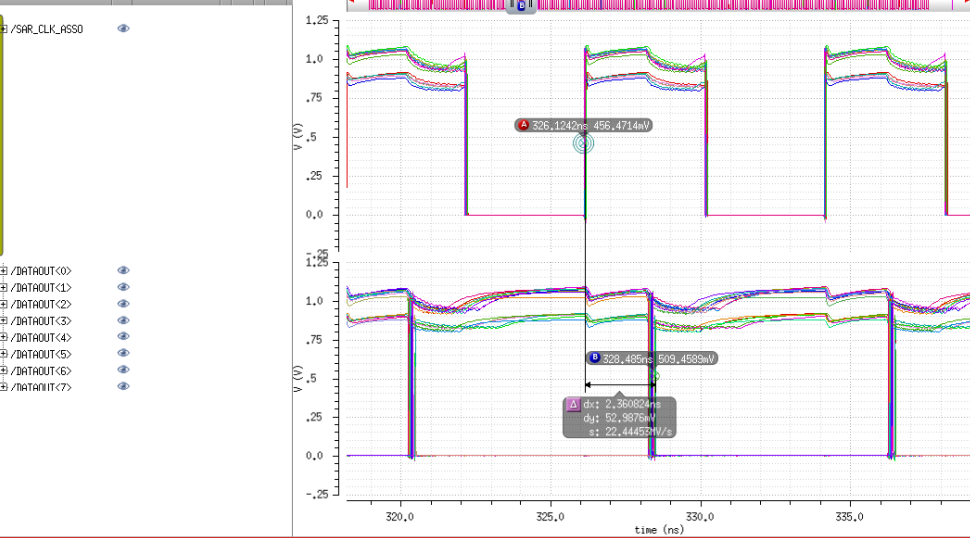 B
/SAR_CLK_ASSO
1.25
1.0
.75
.5
.25
0.0
-.25
V (V)
A 326.1242ns 456.4714mV
/DATAOUT<0>
/DATAOUT<1>
/DATAOUT<2>
/DATAOUT<3>
/DATAOUT<4>
/DATAOUT<5>
/DATAOUT<6>
/DATAOUT<7>
1.25
1.0
.75
.5
.25
0.0
-.25
V (V)
B 328.485ns 509.4589mV
Δ dx: 2.360824ns
dy: 52.9876mV
s: 22.44453MV/s
320.0
325.0
330.0
335.0
time (ns)